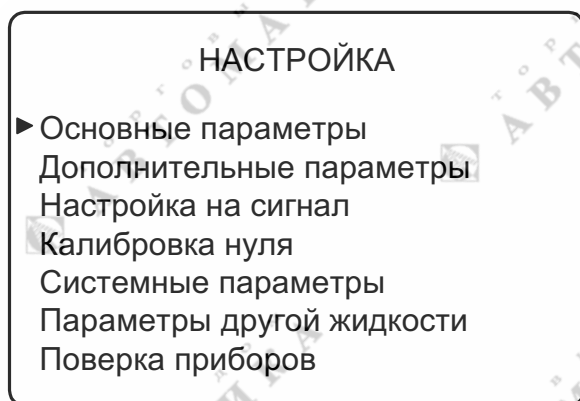 НАСТРОЙКА
Основные параметры
Дополнительные параметры
Настройка на сигнал
Калибровка нуля
Системные параметры
Параметры другой жидкости
Поверка приборов